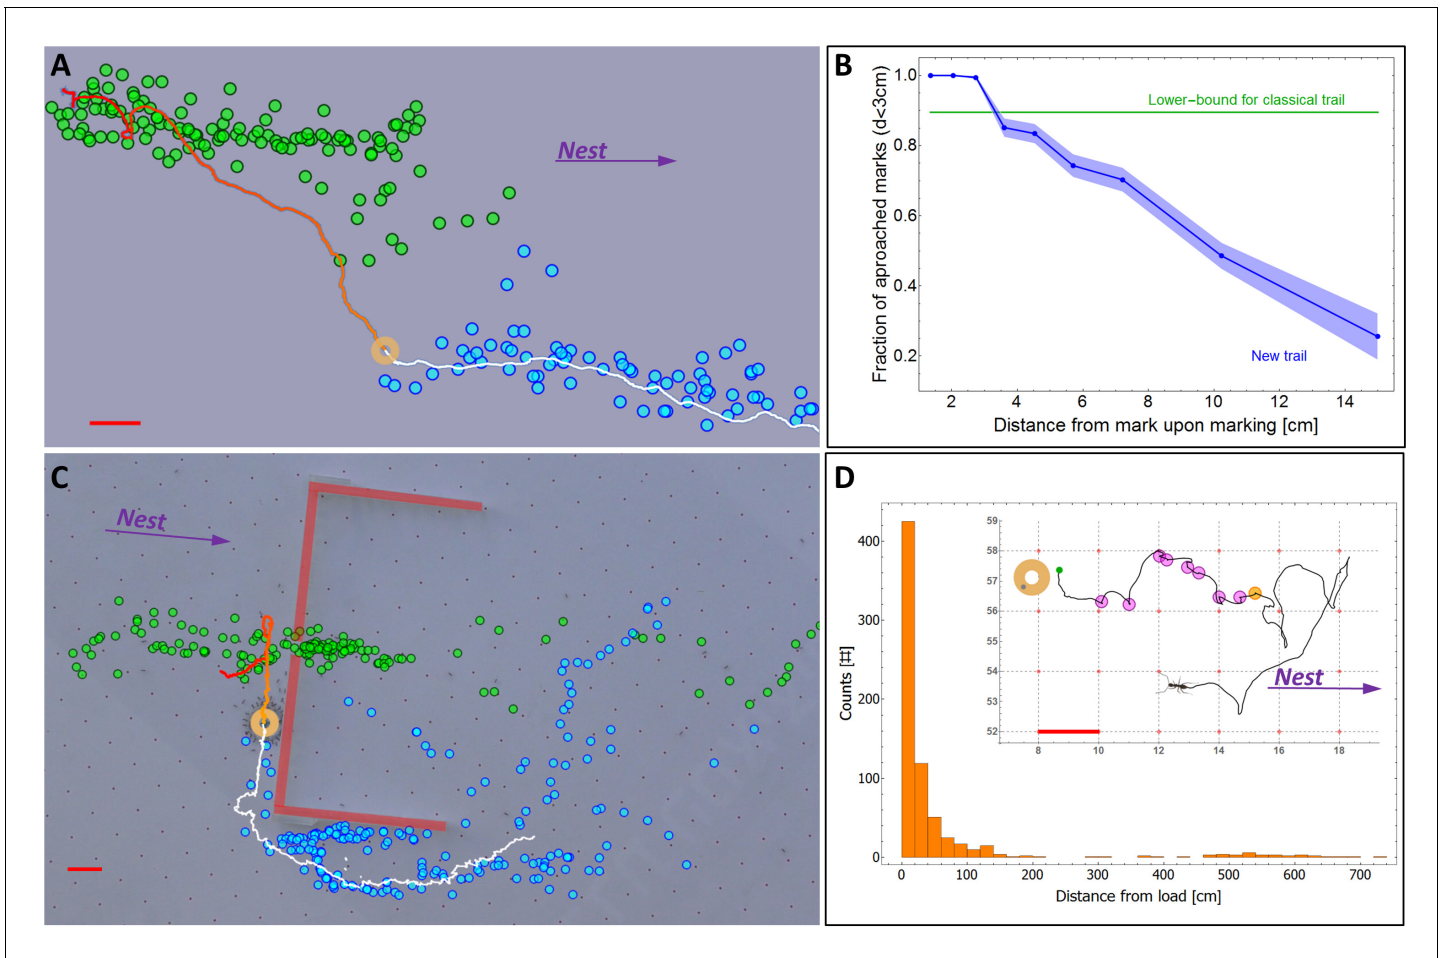 A
Nest
B
Fraction of aproached marks (d<3cm)
1.0
0.8
0.6
0.4
0.2
Lower-bound for classical trail
New trail
2 4 6 8 10 12 14
Distance from mark upon marking [cm]
C
Nest
D
Counts [#]
400
300
200
100
0
0 100 200 300 400 500 600 700
Distance from load [cm]
59
58
57
56
55
54
53
52
8 10 12 14 16 18
Nest